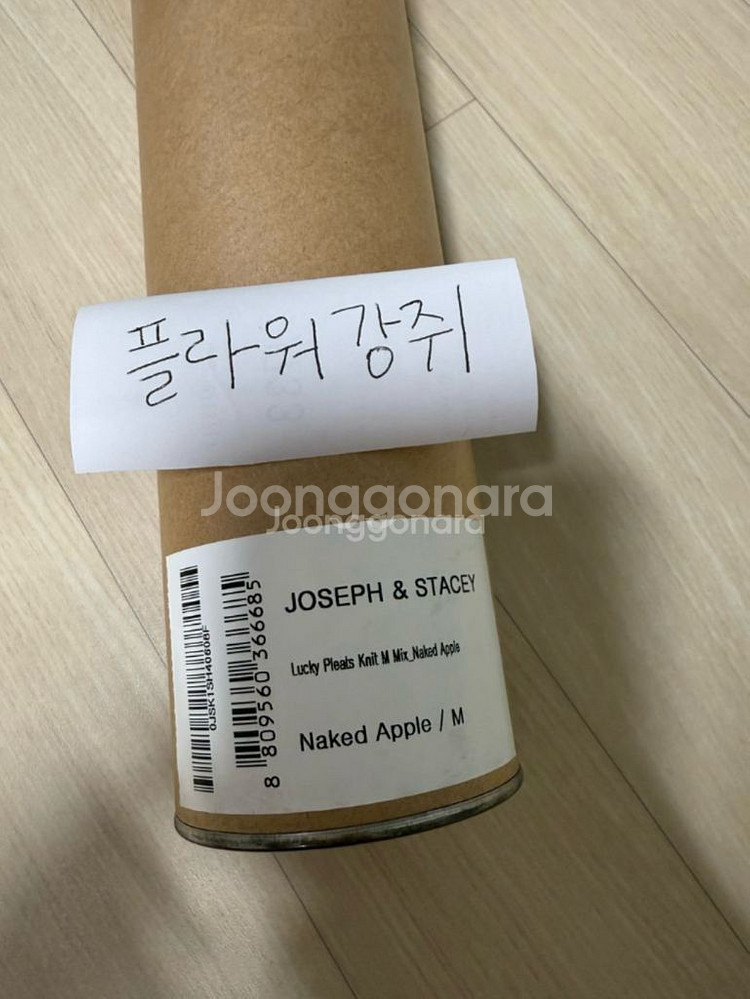 플라워강쥐
Joonggonara
Joonggonara
JOSEPH & STACEY
Lucky Pleats Knit M Mix_Naked Apple
Naked Apple / M
0JSK1SH40608F
8 809560 366685